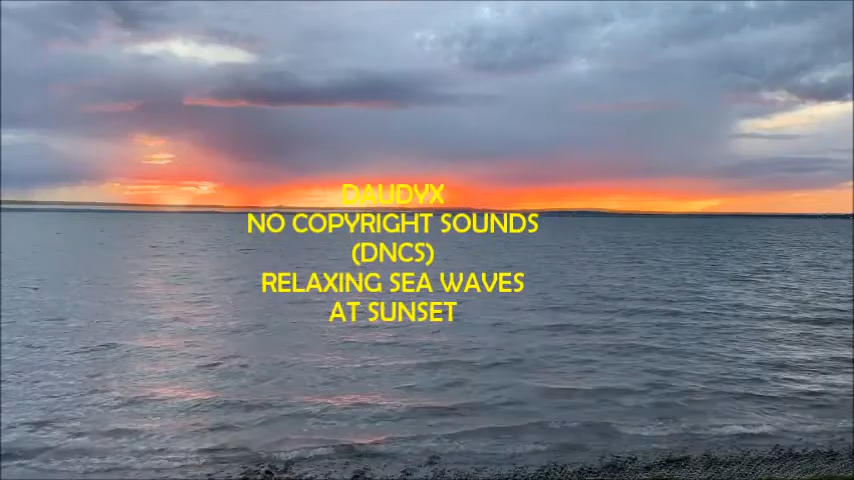 DAUDYX
NO COPYRIGHT SOUNDS
(DNCS)
RELAXING SEA WAVES
AT SUNSET